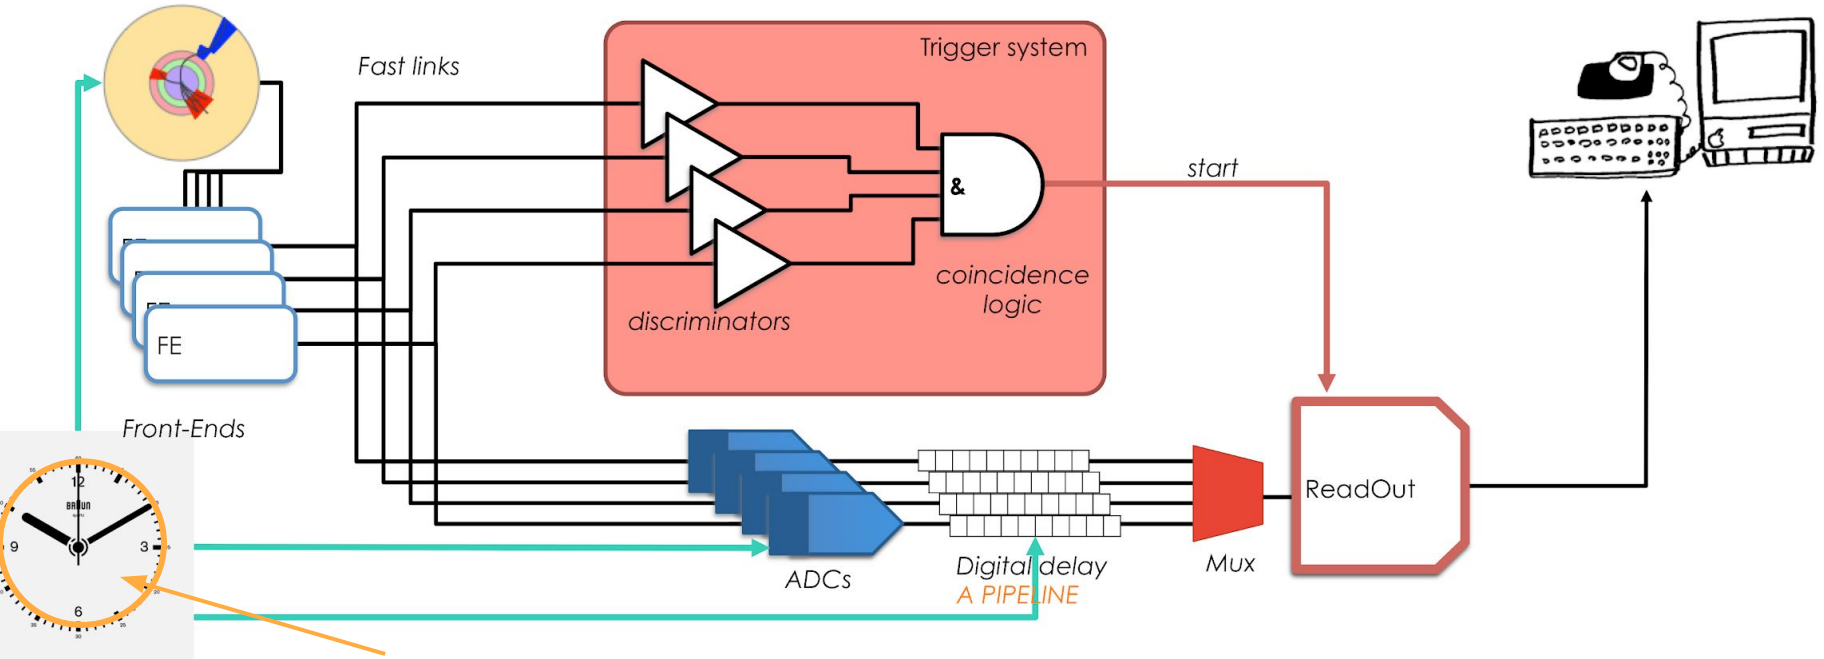 Trigger system
Fast links
&
start
coincidence
logic
discriminators
FE
Front-Ends
12
BRAUN
9
3
6
ADCs
Digital delay
A PIPELINE
Mux
ReadOut